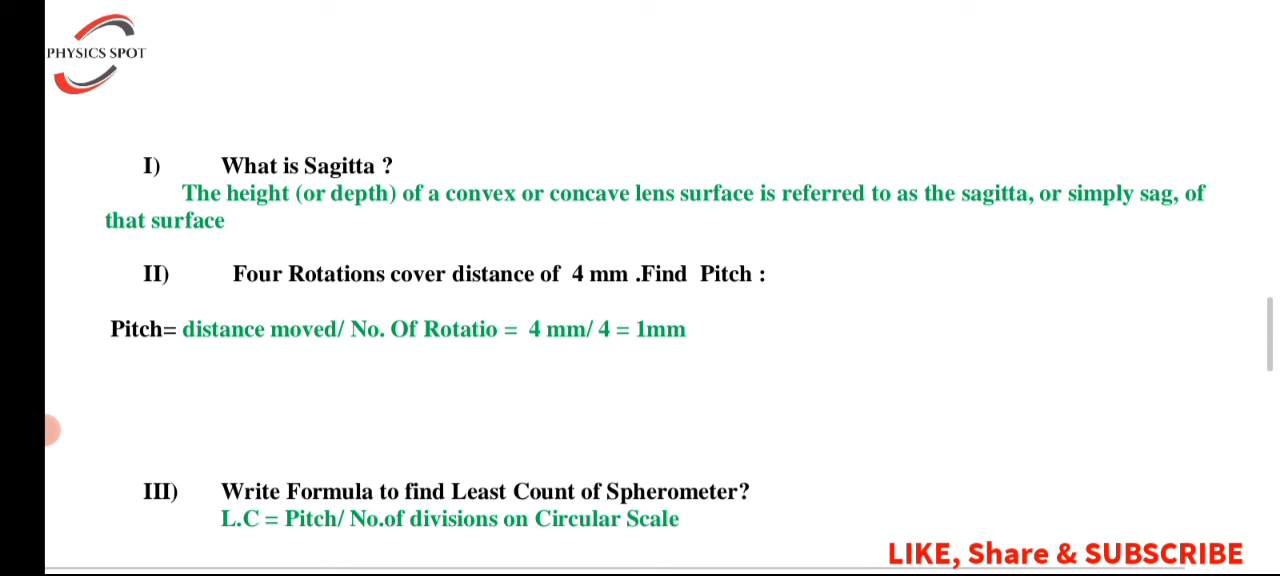 PHYSICS SPOT
I) What is Sagitta ?
The height (or depth) of a convex or concave lens surface is referred to as the sagitta, or simply sag, of
that surface
II) Four Rotations cover distance of 4 mm .Find Pitch :
Pitch= distance moved/ No. Of Rotatio = 4 mm/ 4 = 1mm
III) Write Formula to find Least Count of Spherometer?
L.C = Pitch/ No.of divisions on Circular Scale
LIKE, Share & SUBSCRIBE